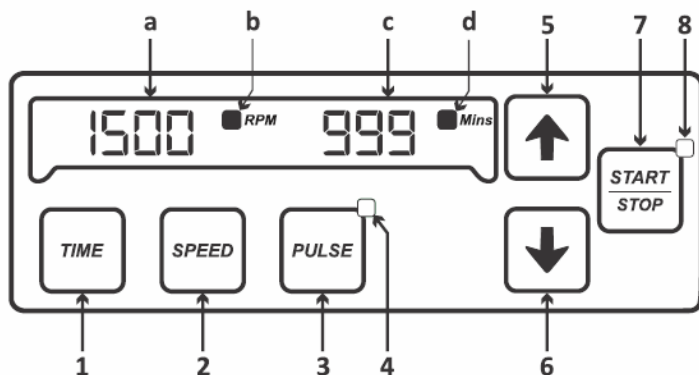 a b c d 5 7 8
1500 RPM 999 Mins
START
STOP
TIME SPEED PULSE
1 2 3 4 6